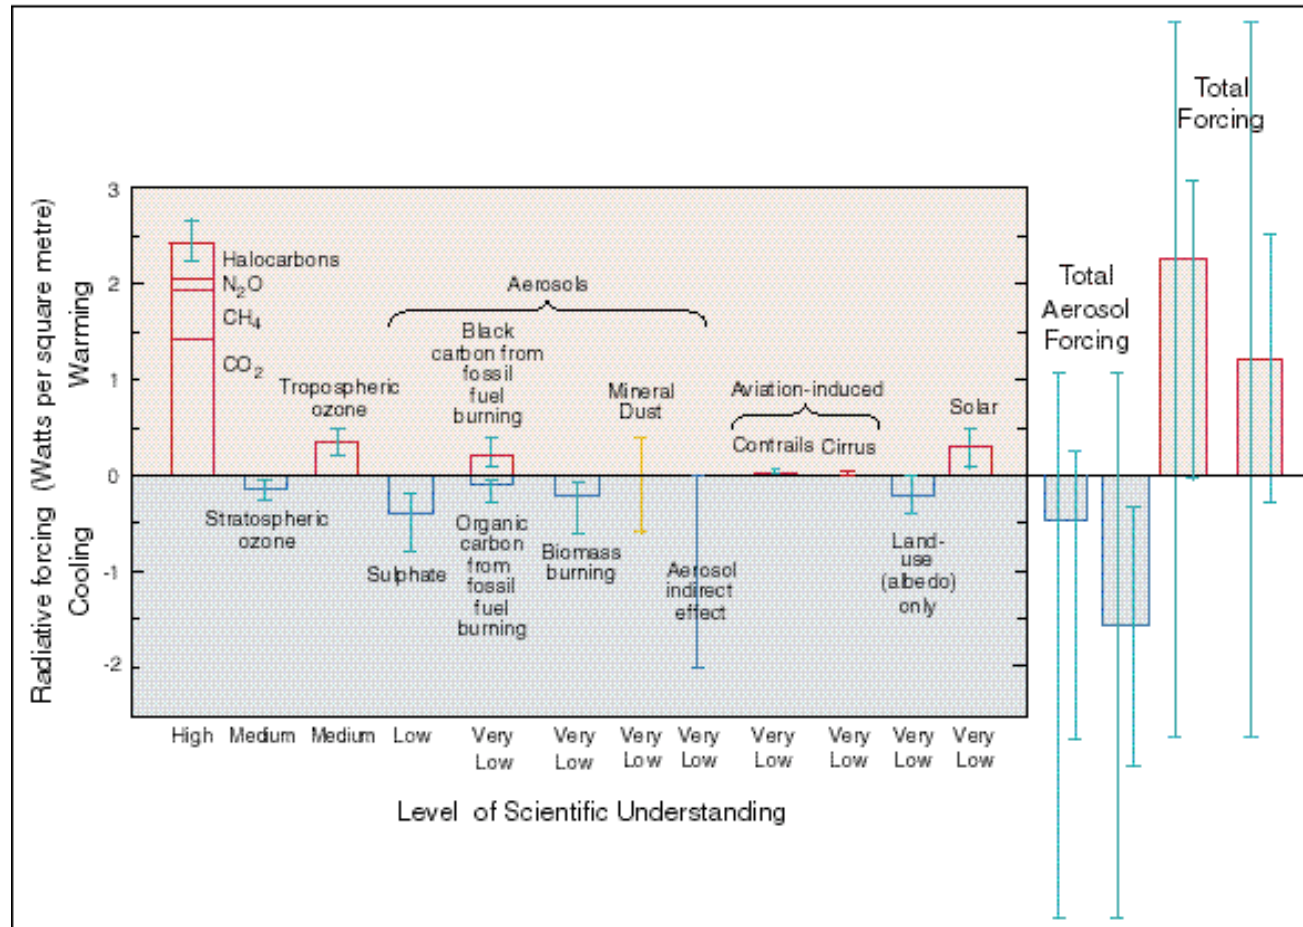 Total
Forcing
Total
Aerosol
Forcing
Radiative forcing (Watts per square metre)
Cooling
Warming
3
2
1
0
-1
-2
Halocarbons
N2O
CH4
CO2
Tropospheric
ozone
Stratospheric
ozone
Aerosols
Sulphate
Black
carbon from
fossil
fuel
burning
Organic
carbon
from
fossil
fuel
burning
Biomass
burning
Mineral
Dust
Aerosol
indirect
effect
Aviation-induced
Contrails
Cirrus
Land-
use
(albedo)
only
Solar
High
Medium
Medium
Low
Very
Low
Very
Low
Very
Low
Very
Low
Very
Low
Very
Low
Very
Low
Very
Low
Level of Scientific Understanding